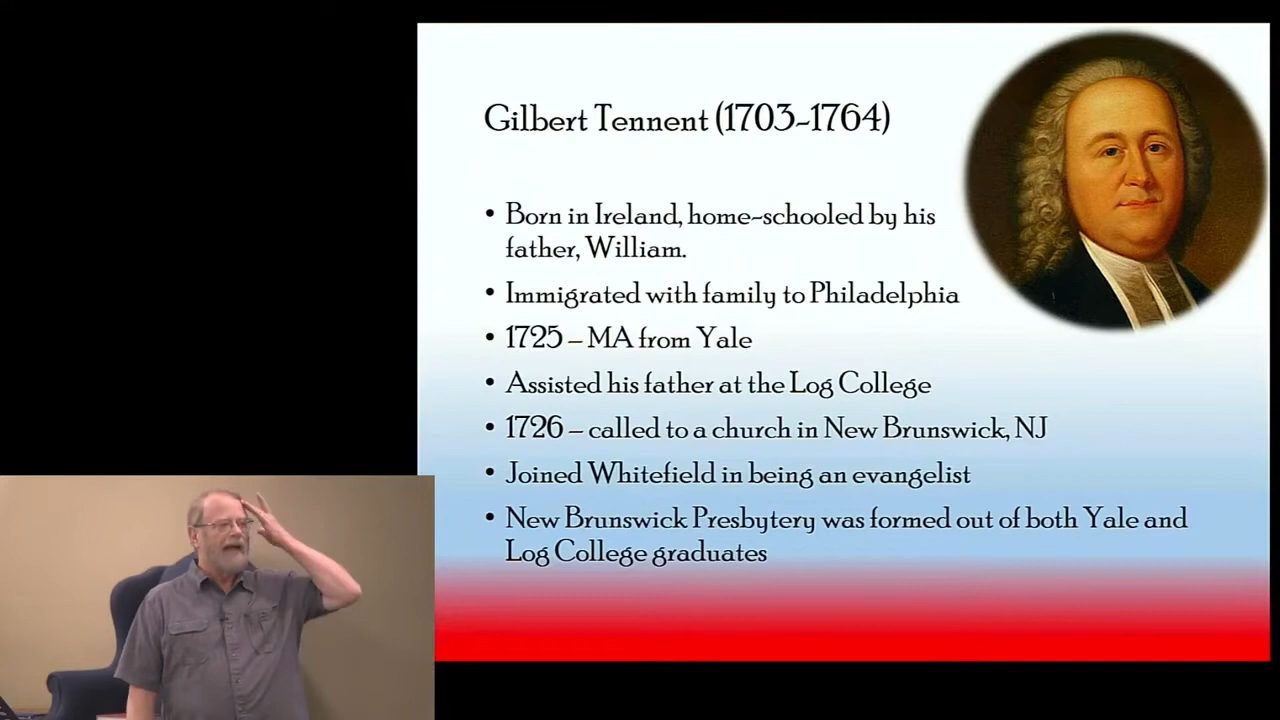 Gilbert Tennent (1703-1764)
• Born in Ireland, home-schooled by his
father, William.
• Immigrated with family to Philadelphia
• 1725 – MA from Yale
• Assisted his father at the Log College
• 1726 – called to a church in New Brunswick, NJ
• Joined Whitefield in being an evangelist
• New Brunswick Presbytery was formed out of both Yale and
Log College graduates